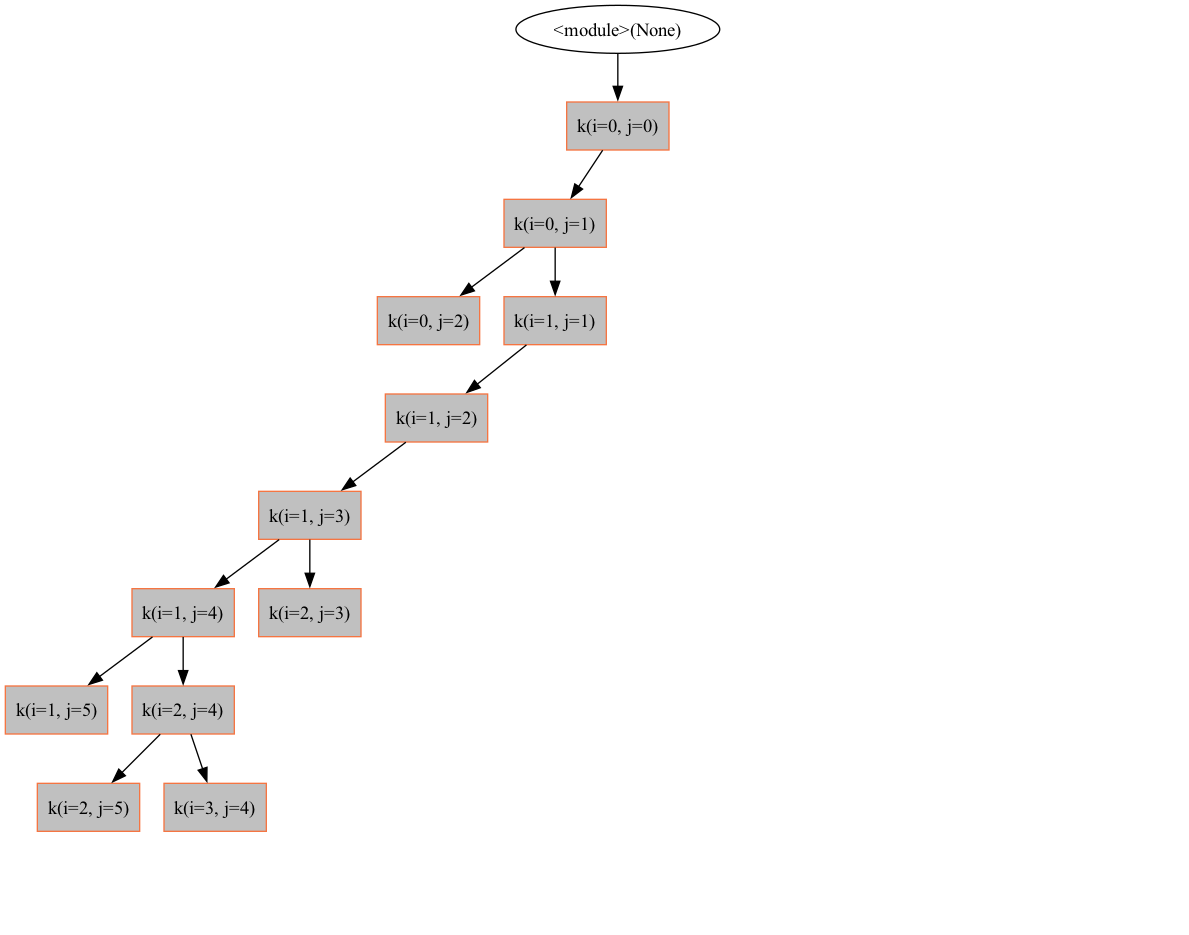 <module>(None)
k(i=0, j=0)
k(i=0, j=1)
k(i=0, j=2)
k(i=1, j=1)
k(i=1, j=2)
k(i=1, j=3)
k(i=1, j=4)
k(i=2, j=3)
k(i=1, j=5)
k(i=2, j=4)
k(i=2, j=5)
k(i=3, j=4)